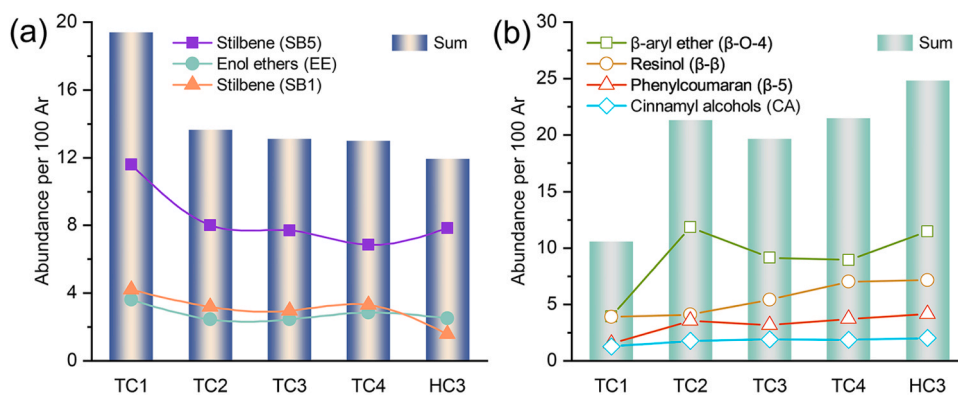 (a)
Abundance per 100 Ar
20
16
12
8
4
0
Stilbene (SB5)
Enol ethers (EE)
Stilbene (SB1)
Sum
TC1 TC2 TC3 TC4 HC3
(b)
Abundance per 100 Ar
30
25
20
15
10
5
0
β-aryl ether (β-O-4)
Resinol (β-β)
Phenylcoumaran (β-5)
Cinnamyl alcohols (CA)
Sum
TC1 TC2 TC3 TC4 HC3